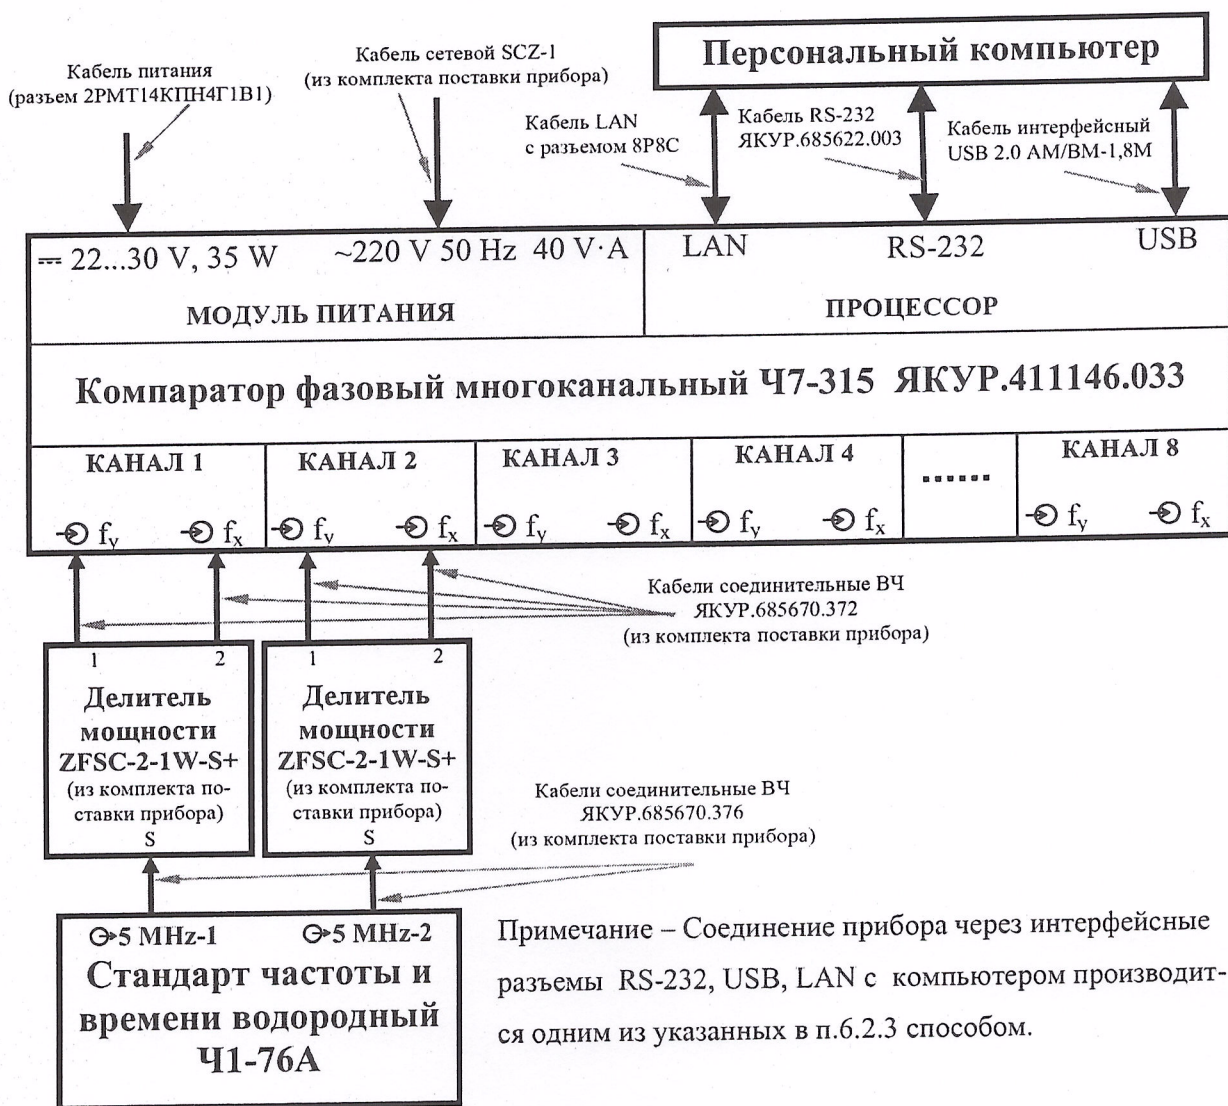 Кабель питания
(разъем 2РМТ14КПН4Г1В1)
Кабель сетевой SCZ-1
(из комплекта поставки прибора)
Персональный компьютер
Кабель LAN
с разъемом 8P8C
Кабель RS-232
ЯКУР.685622.003
Кабель интерфейсный
USB 2.0 AM/BM-1,8M
⎓ 22...30 V, 35 W
~220 V 50 Hz 40 V·A
LAN
RS-232
USB
МОДУЛЬ ПИТАНИЯ
ПРОЦЕССОР
Компаратор фазовый многоканальный Ч7-315 ЯКУР.411146.033
КАНАЛ 1
КАНАЛ 2
КАНАЛ 3
КАНАЛ 4
......
КАНАЛ 8
fy
fx
fy
fx
fy
fx
fy
fx
fy
fx
Кабели соединительные ВЧ
ЯКУР.685670.372
(из комплекта поставки прибора)
1
2
Делитель
мощности
ZFSC-2-1W-S+
(из комплекта по-
ставки прибора)
S
1
2
Делитель
мощности
ZFSC-2-1W-S+
(из комплекта по-
ставки прибора)
S
Кабели соединительные ВЧ
ЯКУР.685670.376
(из комплекта поставки прибора)
5 MHz-1
5 MHz-2
Стандарт частоты и
времени водородный
Ч1-76А
Примечание – Соединение прибора через интерфейсные
разъемы RS-232, USB, LAN с компьютером производит-
ся одним из указанных в п.6.2.3 способом.